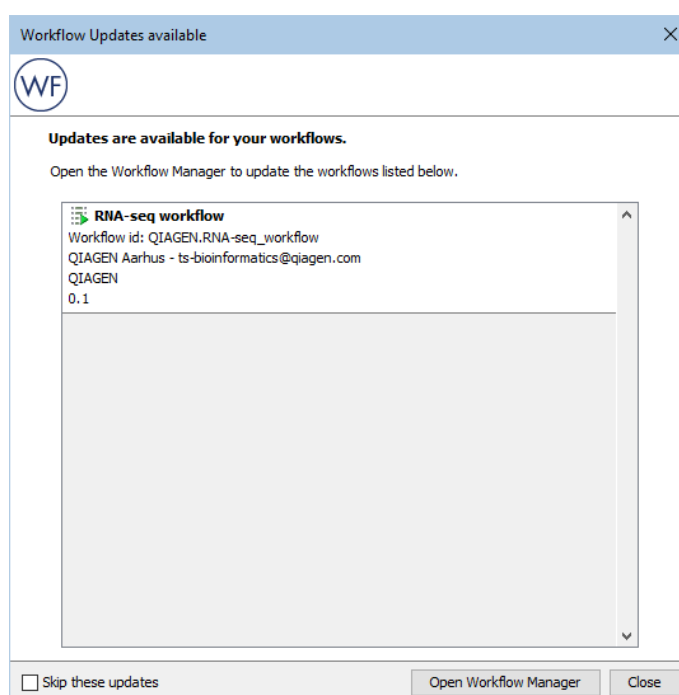 Workflow Updates available
WF
Updates are available for your workflows.
Open the Workflow Manager to update the workflows listed below.
RNA-seq workflow
Workflow id: QIAGEN.RNA-seq_workflow
QIAGEN Aarhus - ts-bioinformatics@qiagen.com
QIAGEN
0.1
Skip these updates
Open Workflow Manager
Close